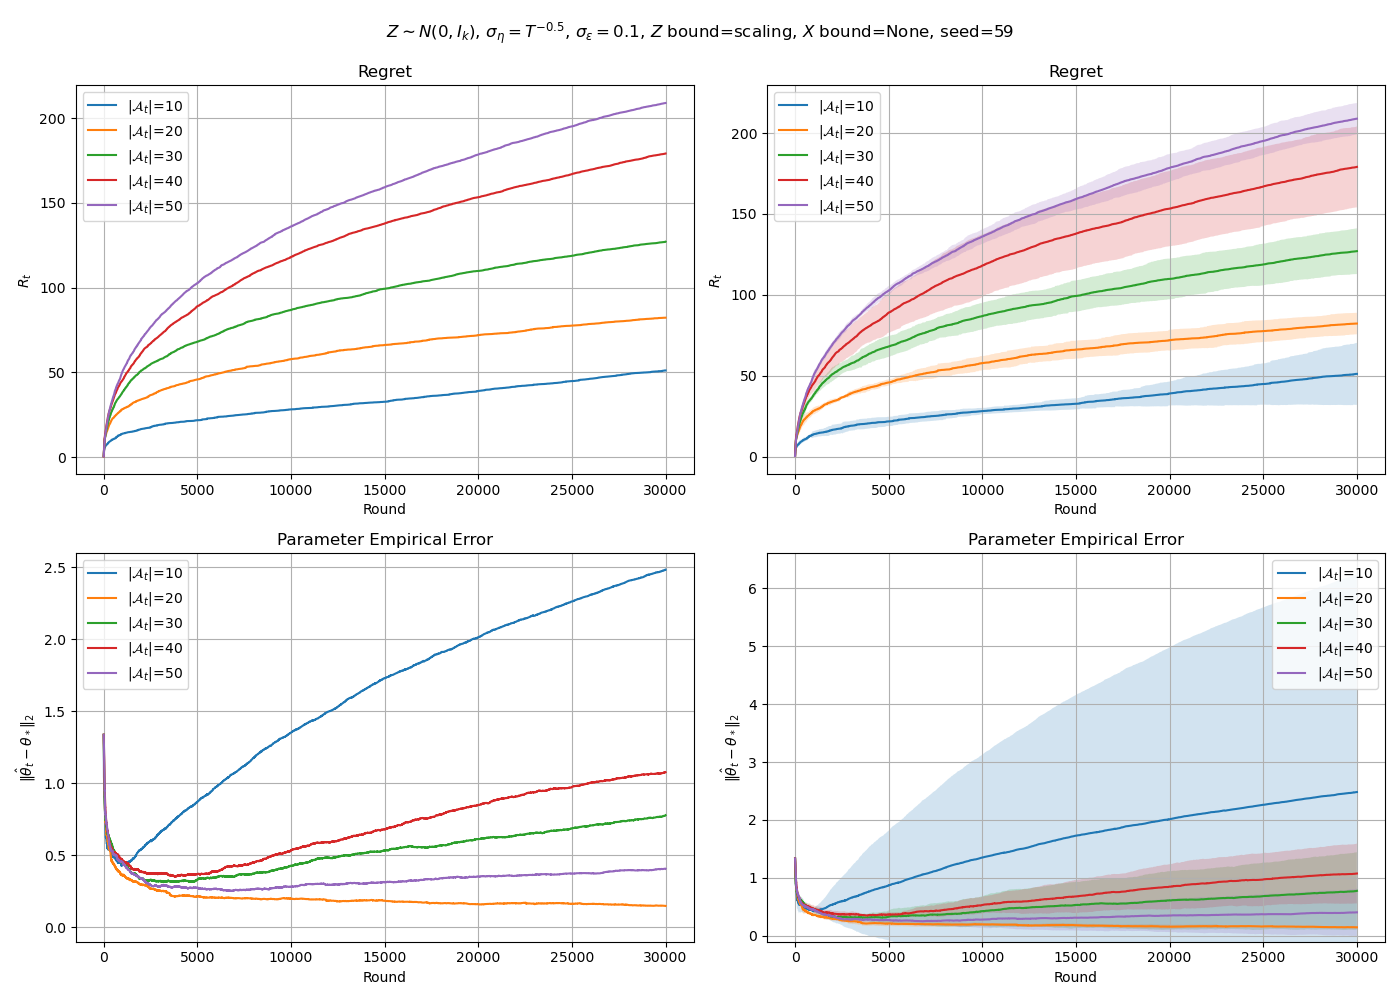 Z ∼ N(0, I_k), σ_η = T^{−0.5}, σ_ε = 0.1, Z bound=scaling, X bound=None, seed=59
Regret
|𝒜_t|=10
|𝒜_t|=20
|𝒜_t|=30
|𝒜_t|=40
|𝒜_t|=50
200
150
100
50
0
R_t
0 5000 10000 15000 20000 25000 30000
Round
Regret
|𝒜_t|=10
|𝒜_t|=20
|𝒜_t|=30
|𝒜_t|=40
|𝒜_t|=50
200
150
100
50
0
R_t
0 5000 10000 15000 20000 25000 30000
Round
Parameter Empirical Error
|𝒜_t|=10
|𝒜_t|=20
|𝒜_t|=30
|𝒜_t|=40
|𝒜_t|=50
2.5
2.0
1.5
1.0
0.5
0.0
‖θ̂_t − θ_*‖_2
0 5000 10000 15000 20000 25000 30000
Round
Parameter Empirical Error
|𝒜_t|=10
|𝒜_t|=20
|𝒜_t|=30
|𝒜_t|=40
|𝒜_t|=50
6
5
4
3
2
1
0
‖θ̂_t − θ_*‖_2
0 5000 10000 15000 20000 25000 30000
Round